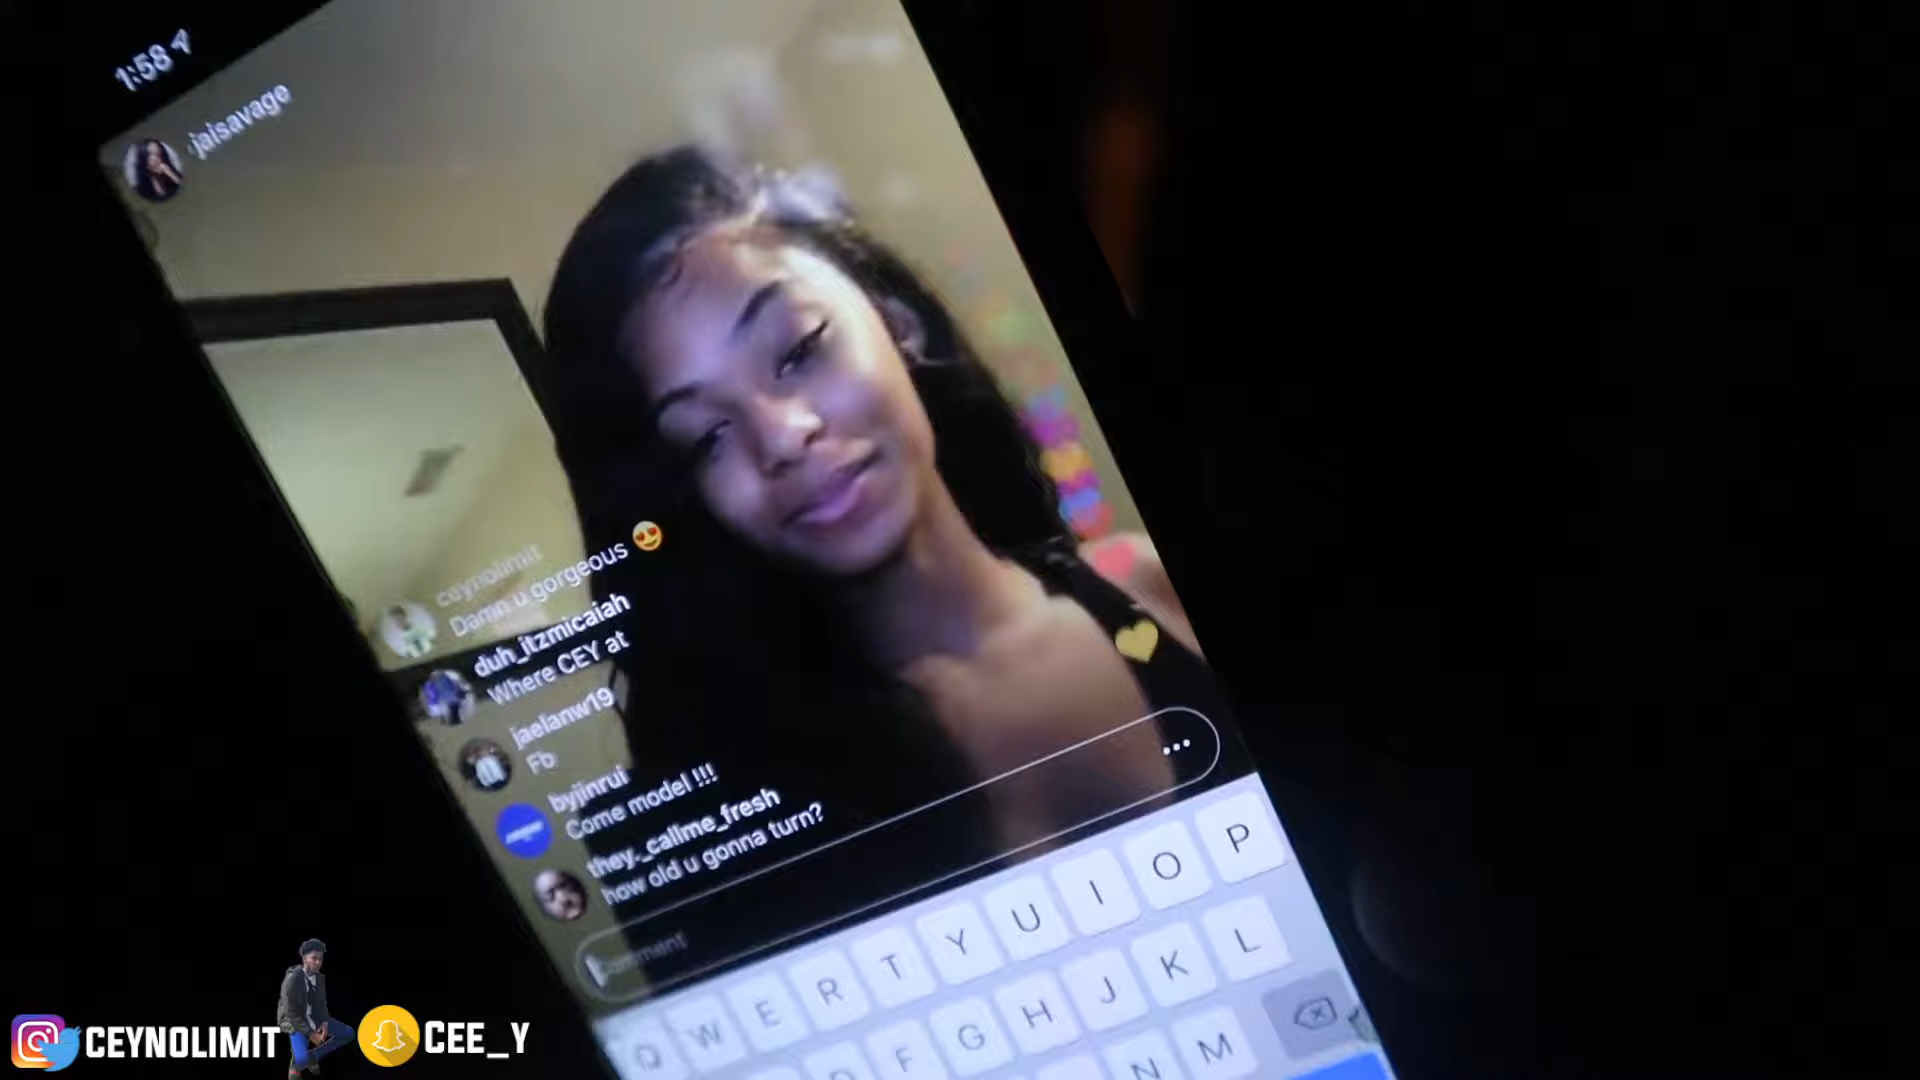 1:58
jaisavage
ceynolimit
Damn u gorgeous 😍
duh_itzmicaiah
Where CEY at
jaelanw19
Fb
byjinrui
Come model !!!
they-_callme_fresh
how old u gonna turn?
Comment
Q W E R T Y U I O P
D F G H J K L
N M
CEYNOLIMIT
CEE_Y